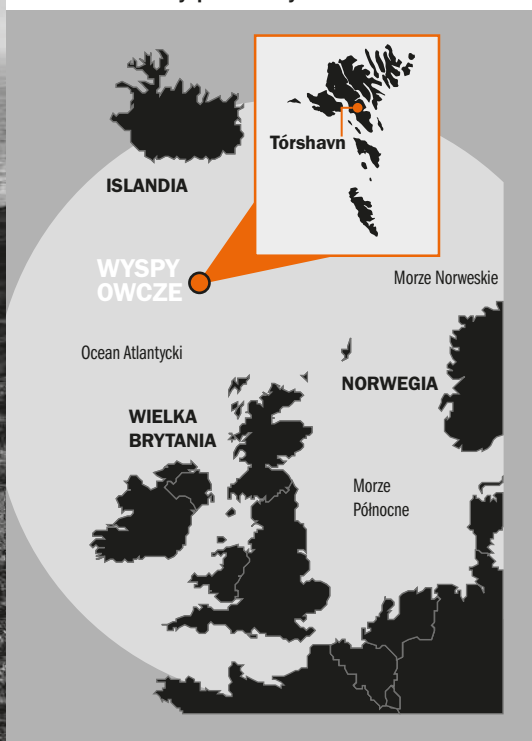 Tórshavn
ISLANDIA
WYSPY
OWCZE
Morze Norweskie
Ocean Atlantycki
NORWEGIA
WIELKA
BRYTANIA
Morze
Północne